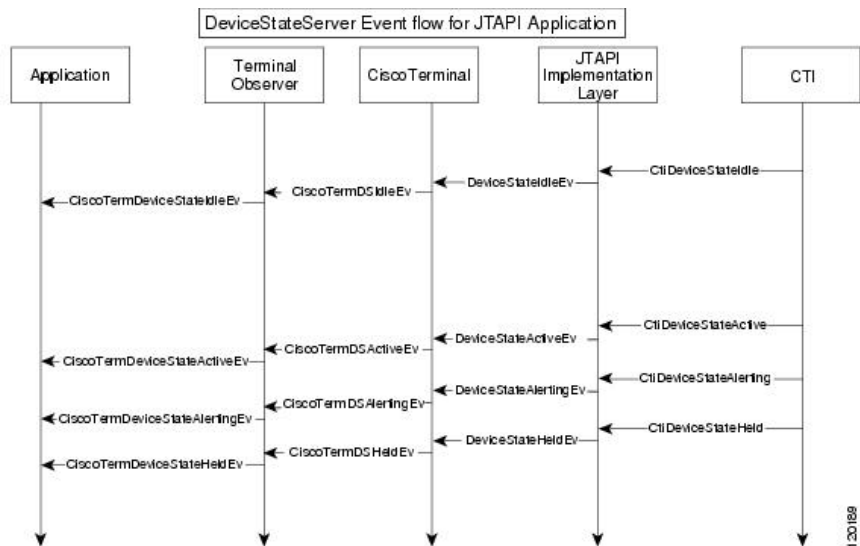 DeviceStateServer Event flow for JTAPI Application
Application
Terminal
Observer
CiscoTerminal
JTAPI
Implementation
Layer
CTI
CtiDeviceStateIdle
DeviceStateIdleEv
CiscoTermDSIdleEv
CiscoTermDeviceStateIdleEv
CtiDeviceStateActive
DeviceStateActiveEv
CiscoTermDSActiveEv
CiscoTermDeviceStateActiveEv
CtiDeviceStateAlerting
DeviceStateAlertingEv
CiscoTermDSAlertingEv
CiscoTermDeviceStateAlertingEv
CtiDeviceStateHeld
DeviceStateHeldEv
CiscoTermDSHeldEv
CiscoTermDeviceStateHeldEv
120189